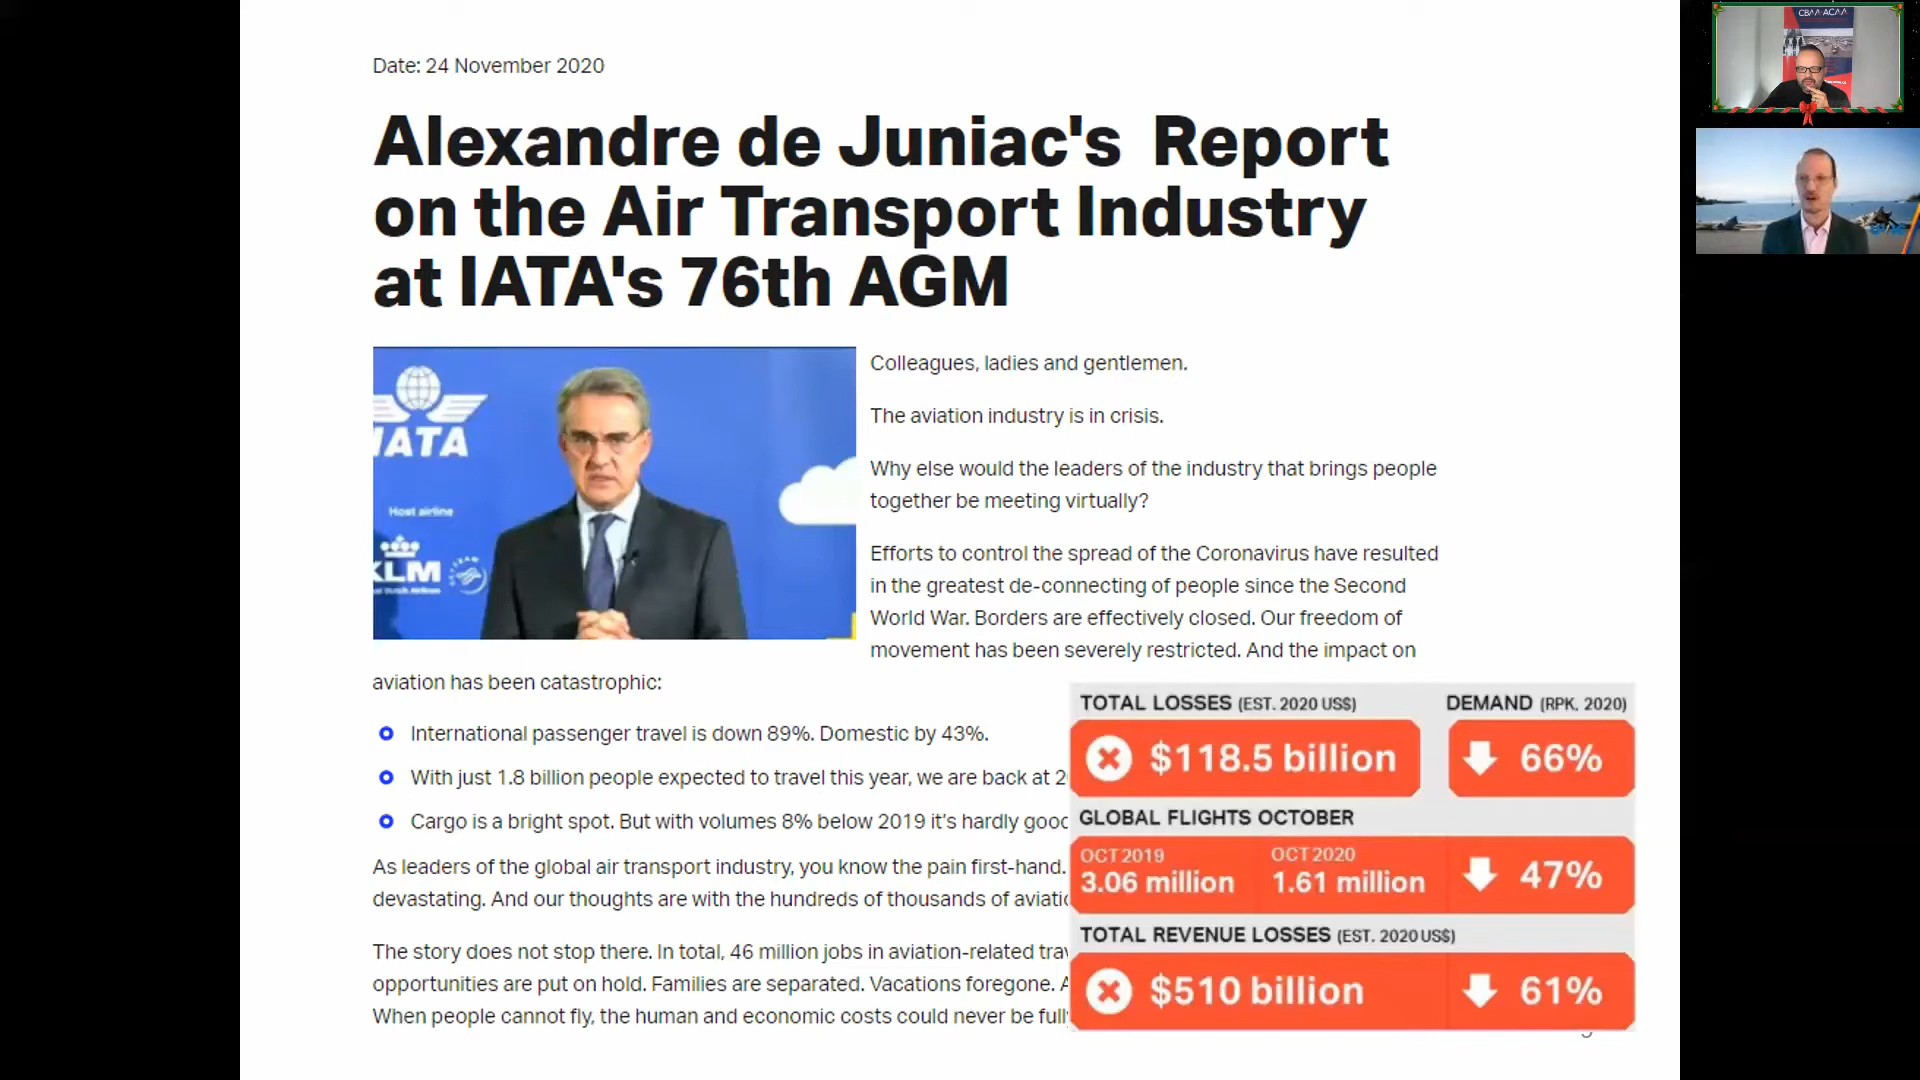 Date: 24 November 2020
Alexandre de Juniac's Report
on the Air Transport Industry
at IATA's 76th AGM
IATA
Host airline
KLM
Colleagues, ladies and gentlemen.
The aviation industry is in crisis.
Why else would the leaders of the industry that brings people
together be meeting virtually?
Efforts to control the spread of the Coronavirus have resulted
in the greatest de-connecting of people since the Second
World War. Borders are effectively closed. Our freedom of
movement has been severely restricted. And the impact on
aviation has been catastrophic:
International passenger travel is down 89%. Domestic by 43%.
With just 1.8 billion people expected to travel this year, we are back at
Cargo is a bright spot. But with volumes 8% below 2019 it's hardly
As leaders of the global air transport industry, you know the pain first-hand.
devastating. And our thoughts are with the hundreds of thousands of
The story does not stop there. In total, 46 million jobs in aviation-related
opportunities are put on hold. Families are separated. Vacations foregone.
When people cannot fly, the human and economic costs could never be
TOTAL LOSSES (EST. 2020 US$)
$118.5 billion
DEMAND (RPK, 2020)
66%
GLOBAL FLIGHTS OCTOBER
OCT 2019
3.06 million
OCT 2020
1.61 million
47%
TOTAL REVENUE LOSSES (EST. 2020 US$)
$510 billion
61%
CBAA ACAA